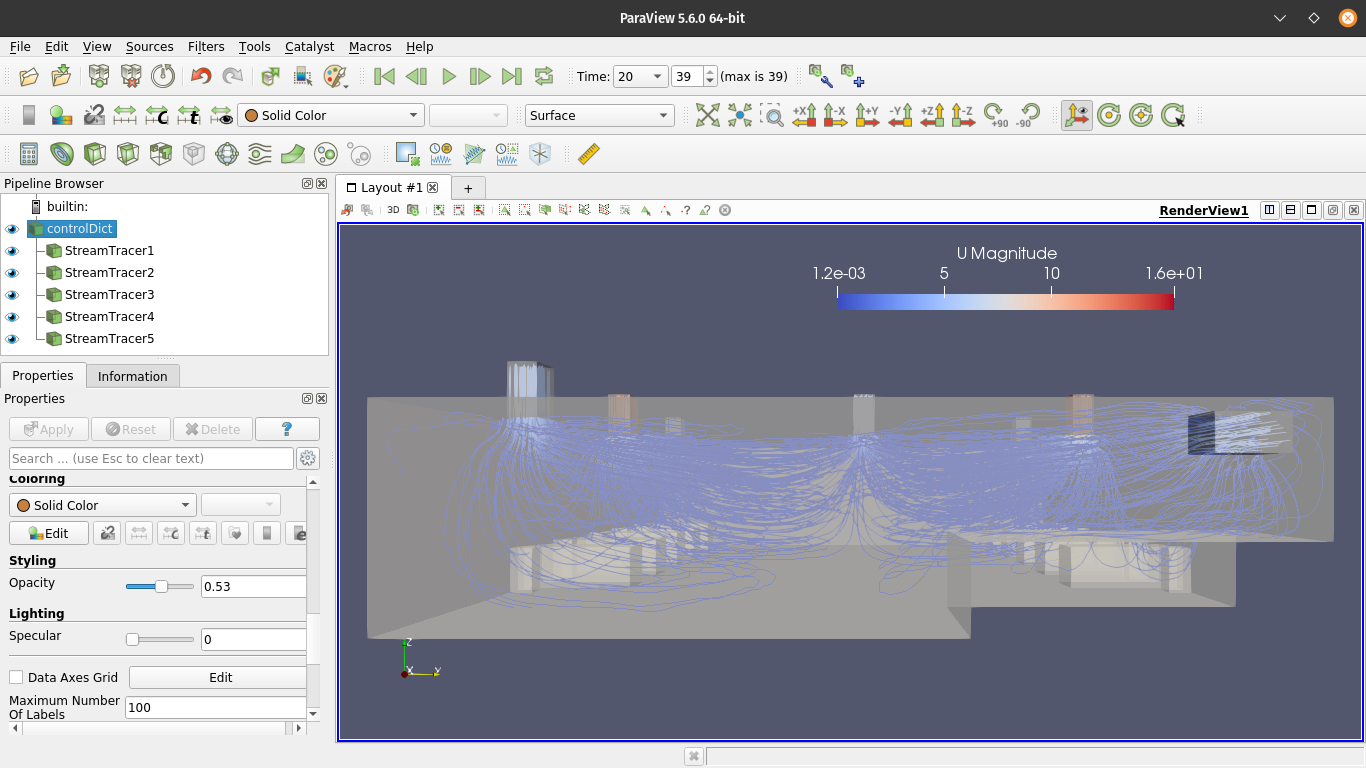 ParaView 5.6.0 64-bit
File Edit View Sources Filters Tools Catalyst Macros Help
Time: 20 39 (max is 39)
Solid Color Surface +X -X +Y -Y +Z -Z +90 -90
Pipeline Browser
builtin:
controlDict
StreamTracer1
StreamTracer2
StreamTracer3
StreamTracer4
StreamTracer5
Properties Information
Properties
Apply Reset Delete ?
Search ... (use Esc to clear text)
Coloring
Solid Color
Edit
Styling
Opacity 0.53
Lighting
Specular 0
Data Axes Grid Edit
Maximum Number
Of Labels 100
Layout #1 +
3D RenderView1
U Magnitude
1.2e-03 5 10 1.6e+01
Z
X Y